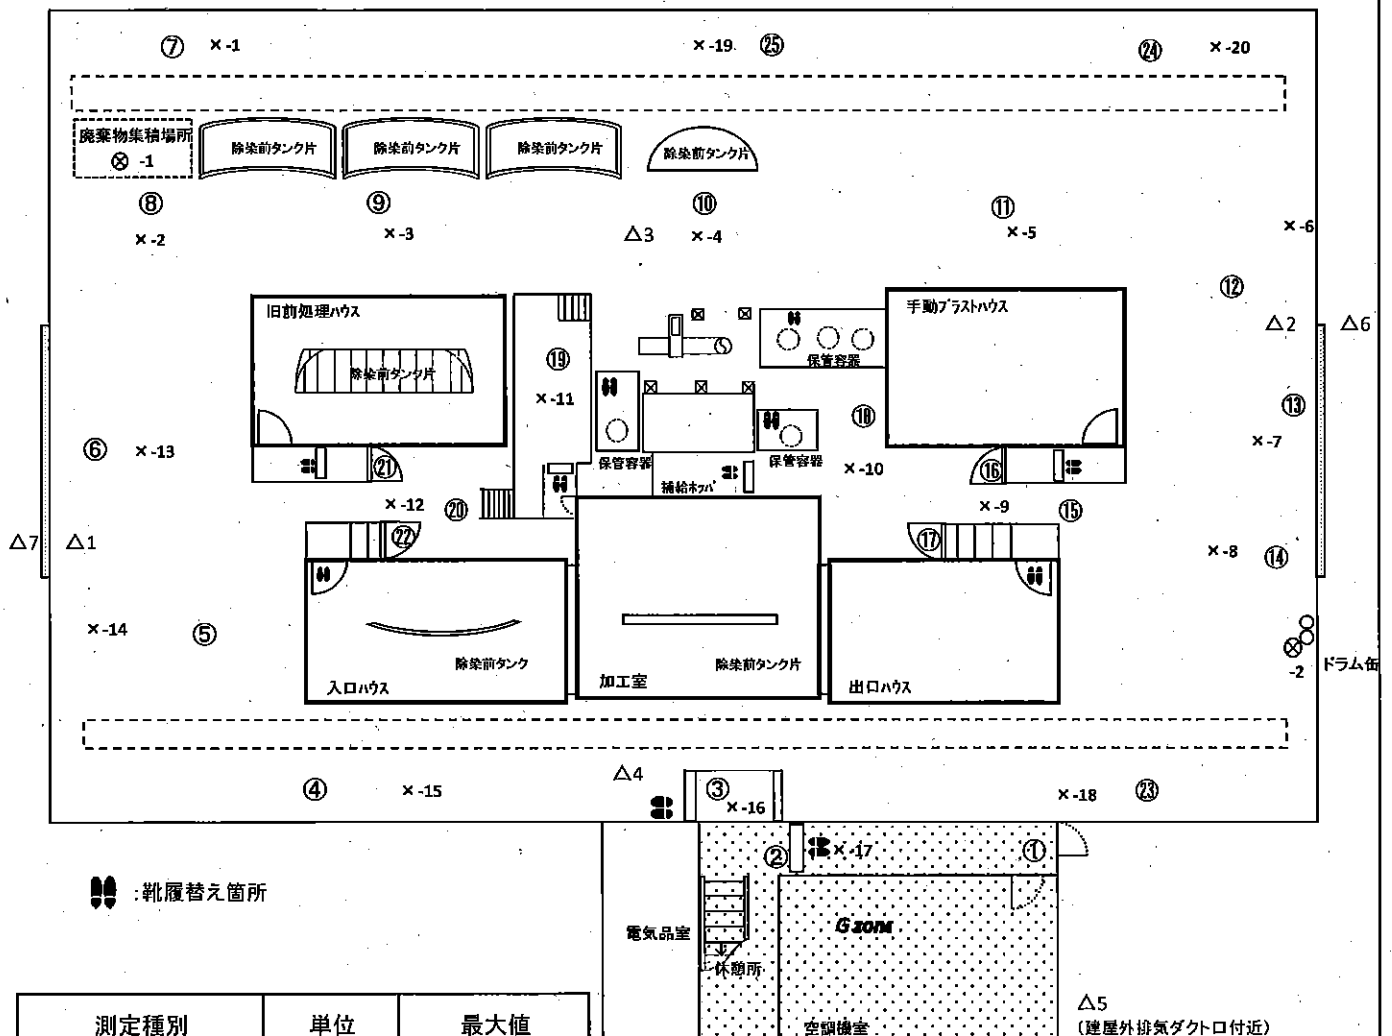 ⑦ × -1 × -19 ㉕ ㉔ × -20
廃棄物集積場所
⊗ -1
除染前タンク片 除染前タンク片 除染前タンク片 除染前タンク片
⑧ ⑨ ⑩ ⑪
× -2 × -3 △3 × -4 × -5 × -6
⑫
旧前処理ハウス
手動ブラストハウス
△2 △6
⑲
保管容器
除染前タンク片
× -11 ⑱ ⑬
⑥ × -13 × -7
㉑ 保管容器 保管容器 × -10 ⑯
補給ホッパ
× -12 ⑳ × -9 ⑮
△7 △1 ㉒ ⑰ × -8 ⑭
× -14 ⑤
除染前タンク 除染前タンク片
入口ハウス 加工室 出口ハウス
⊗ -2 ドラム缶
④ × -15 △4 ③ × -16 × -18 ㉓
② × -17 ①
:靴履替え箇所
電気品室
G zone
休憩所
測定種別 単位 最大値
空調機室
△5
(建屋外排気ダクト口付近)